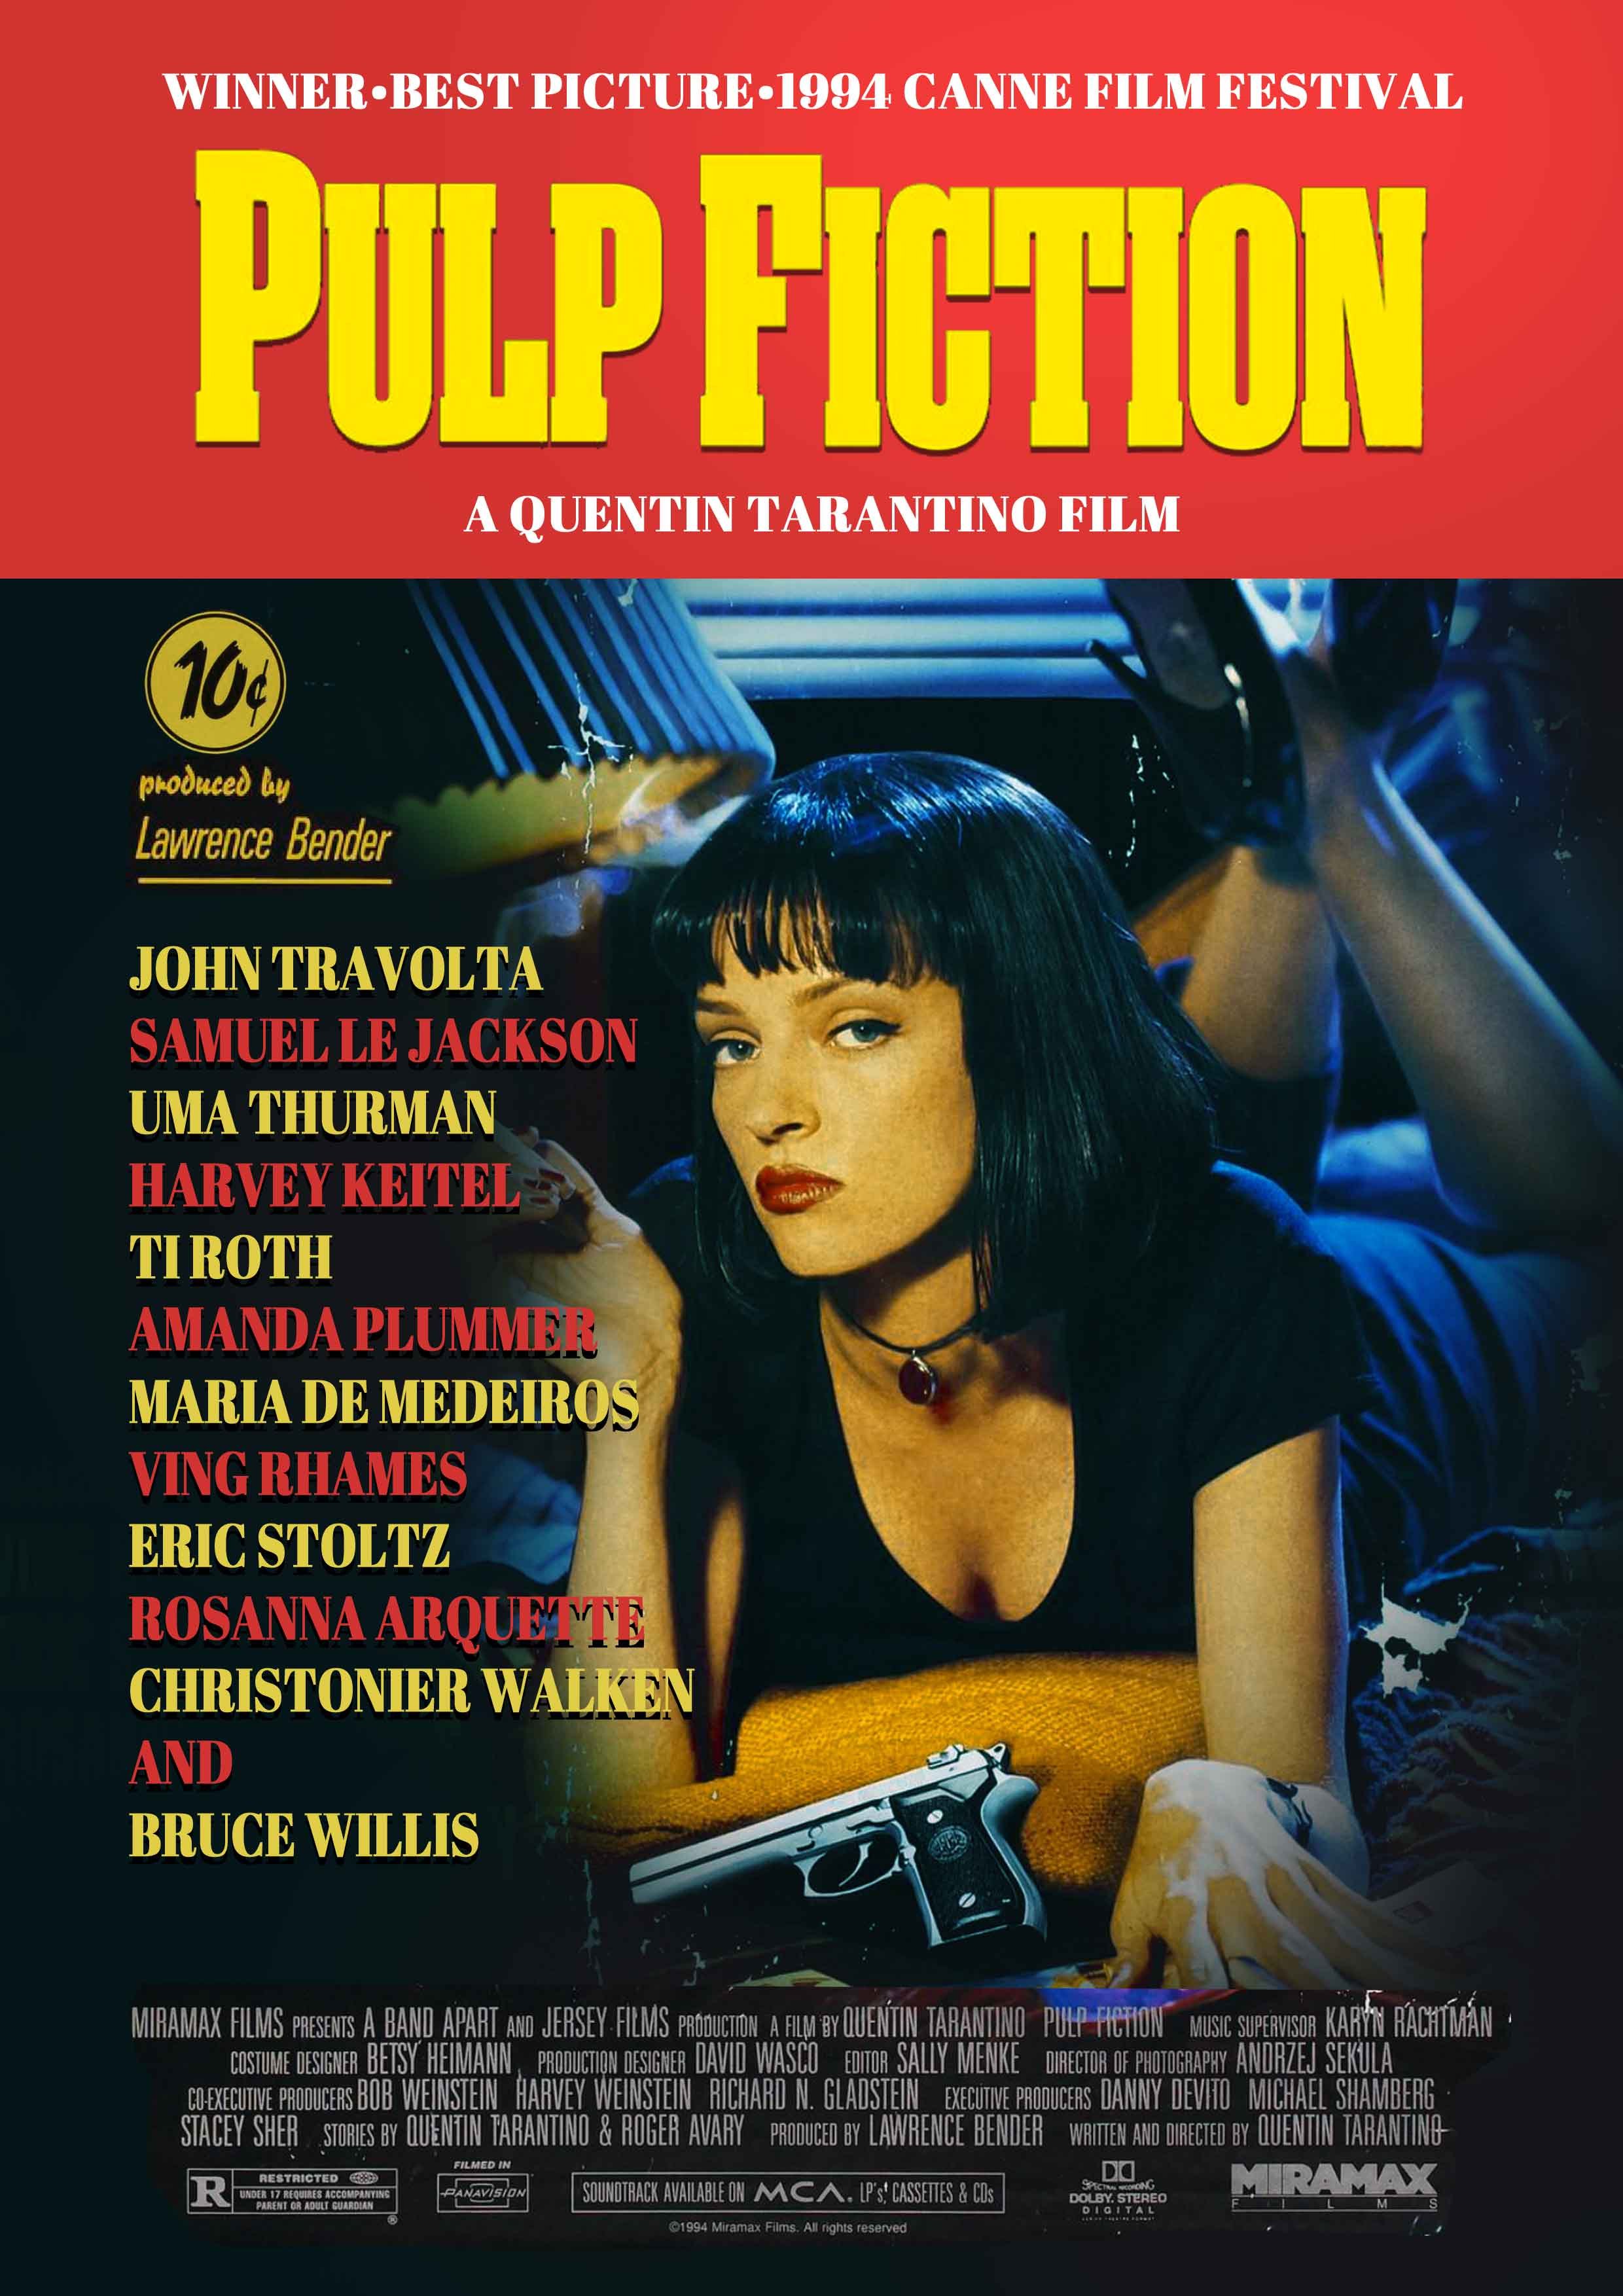 WINNER•BEST PICTURE•1994 CANNE FILM FESTIVAL
PULP FICTION
A QUENTIN TARANTINO FILM
10¢
produced by
Lawrence Bender
JOHN TRAVOLTA
SAMUEL LE JACKSON
UMA THURMAN
HARVEY KEITEL
TI ROTH
AMANDA PLUMMER
MARIA DE MEDEIROS
VING RHAMES
ERIC STOLTZ
ROSANNA ARQUETTE
CHRISTONIER WALKEN
AND
BRUCE WILLIS
MIRAMAX FILMS PRESENTS A BAND APART AND JERSEY FILMS PRODUCTION A FILM BY QUENTIN TARANTINO PULP FICTION MUSIC SUPERVISOR KARYN RACHTMAN
COSTUME DESIGNER BETSY HEIMANN PRODUCTION DESIGNER DAVID WASCO EDITOR SALLY MENKE DIRECTOR OF PHOTOGRAPHY ANDRZEJ SEKULA
CO-EXECUTIVE PRODUCERS BOB WEINSTEIN HARVEY WEINSTEIN RICHARD N. GLADSTEIN EXECUTIVE PRODUCERS DANNY DEVITO MICHAEL SHAMBERG
STACEY SHER STORIES BY QUENTIN TARANTINO & ROGER AVARY PRODUCED BY LAWRENCE BENDER WRITTEN AND DIRECTED BY QUENTIN TARANTINO
R RESTRICTED
UNDER 17 REQUIRES ACCOMPANYING
PARENT OR ADULT GUARDIAN
®
FILMED IN
PANAVISION
SOUNDTRACK AVAILABLE ON MCA. LP's, CASSETTES & CDs
SPECTRAL RECORDING
DOLBY. STEREO
DIGITAL
MIRAMAX
FILMS
©1994 Miramax Films. All rights reserved